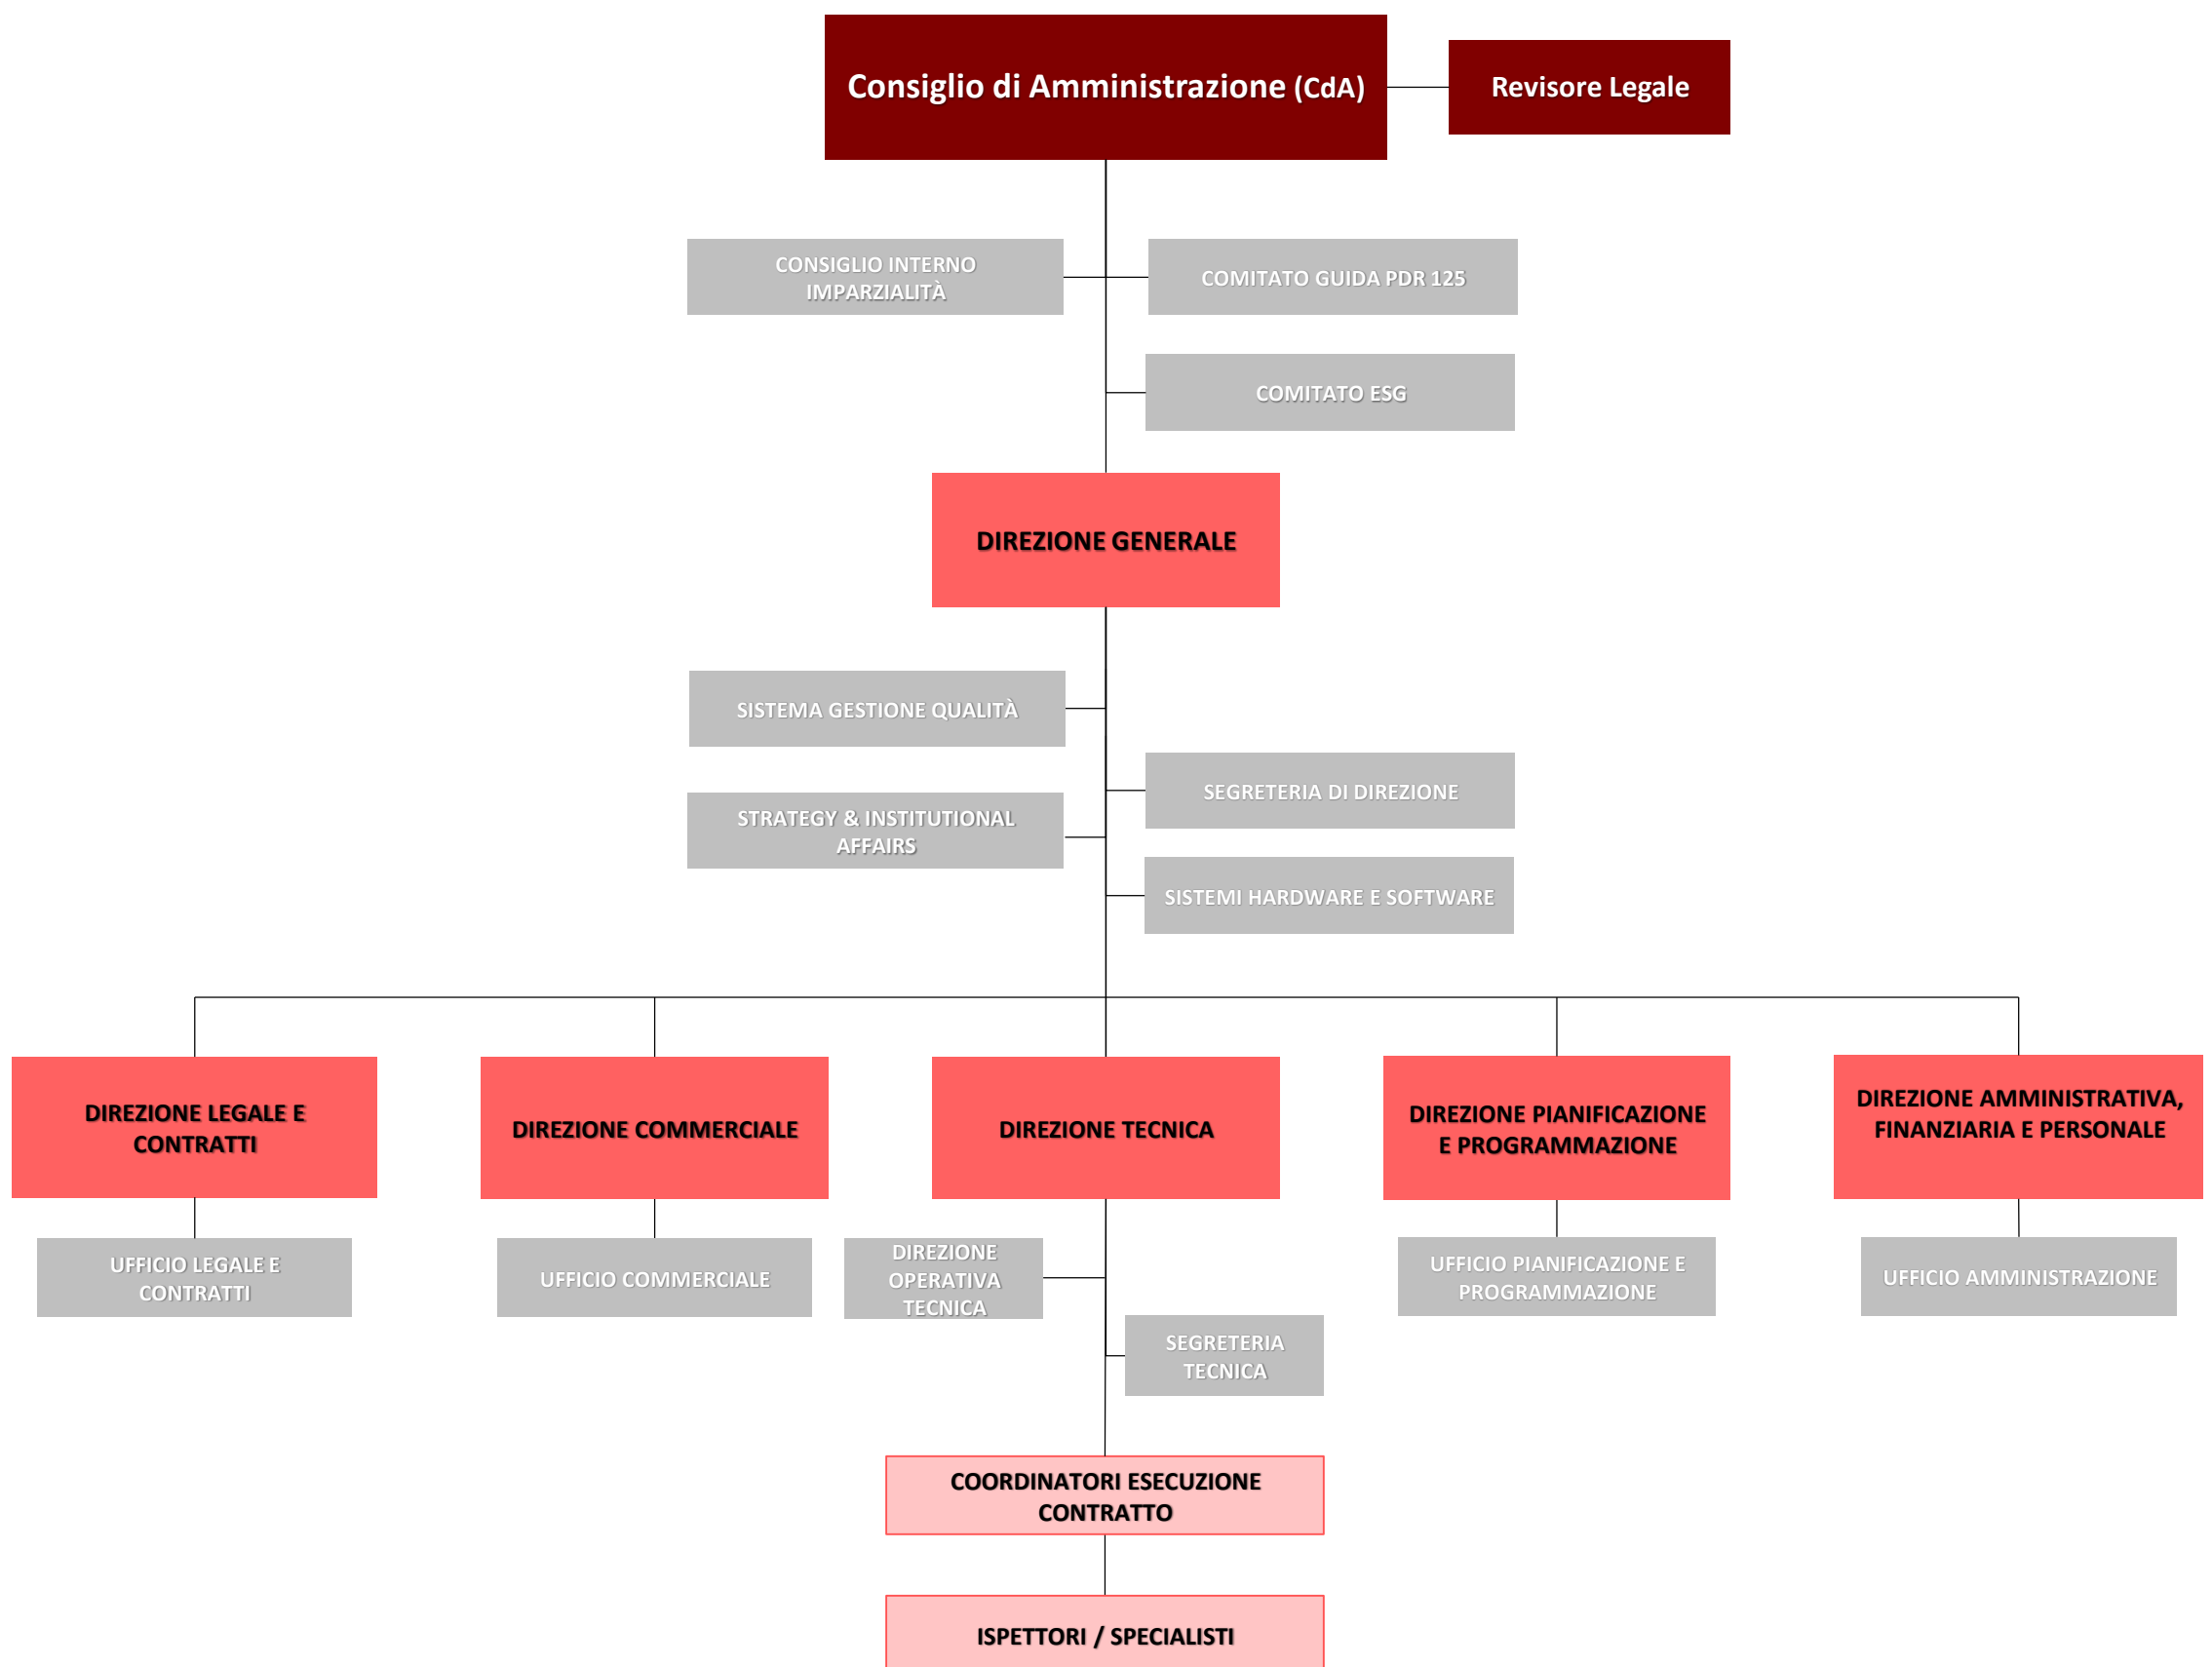 Consiglio di Amministrazione (CdA)
Revisore Legale
CONSIGLIO INTERNO
IMPARZIALITÀ
COMITATO GUIDA PDR 125
COMITATO ESG
DIREZIONE GENERALE
SISTEMA GESTIONE QUALITÀ
SEGRETERIA DI DIREZIONE
STRATEGY & INSTITUTIONAL
AFFAIRS
SISTEMI HARDWARE E SOFTWARE
DIREZIONE LEGALE E
CONTRATTI
DIREZIONE COMMERCIALE
DIREZIONE TECNICA
DIREZIONE PIANIFICAZIONE
E PROGRAMMAZIONE
DIREZIONE AMMINISTRATIVA,
FINANZIARIA E PERSONALE
UFFICIO LEGALE E
CONTRATTI
UFFICIO COMMERCIALE
DIREZIONE
OPERATIVA
TECNICA
UFFICIO PIANIFICAZIONE E
PROGRAMMAZIONE
UFFICIO AMMINISTRAZIONE
SEGRETERIA
TECNICA
COORDINATORI ESECUZIONE
CONTRATTO
ISPETTORI / SPECIALISTI